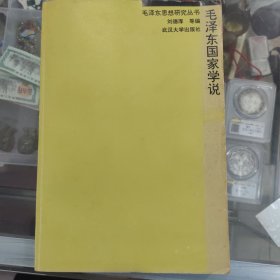 毛泽东思想研究丛书
刘德厚 等编
武汉大学出版社
毛泽东国家学说